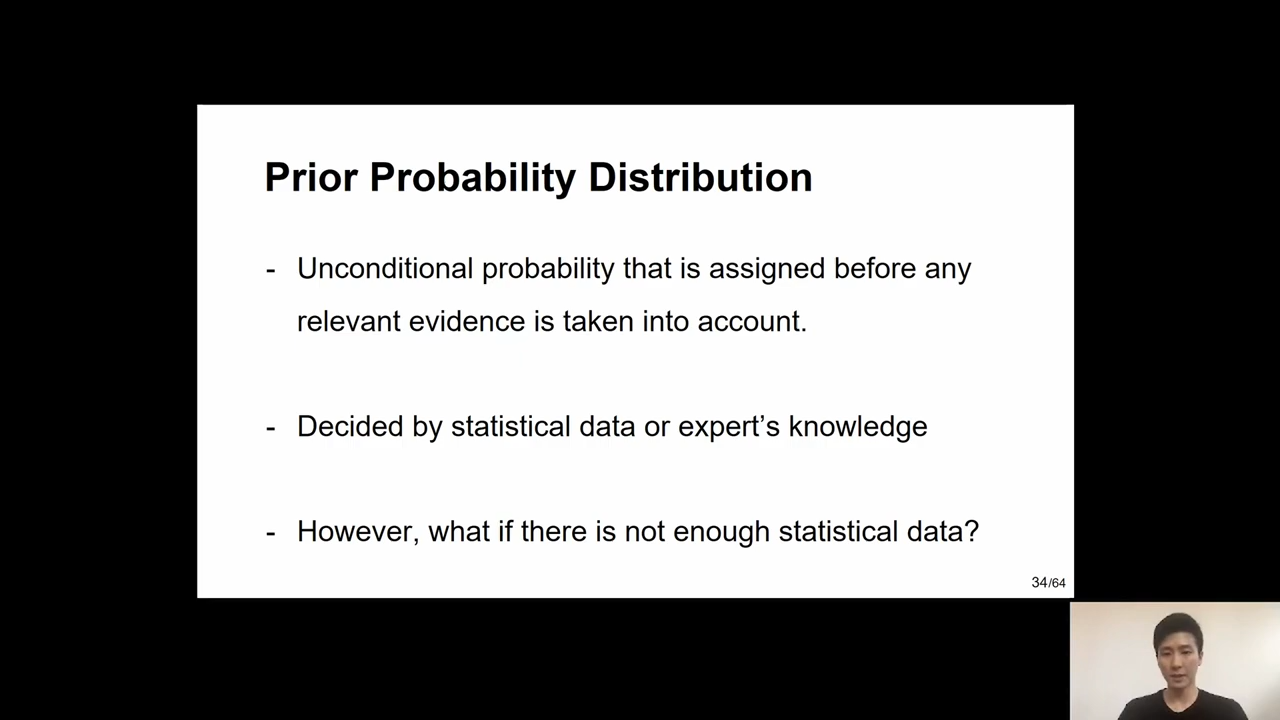 Prior Probability Distribution
- Unconditional probability that is assigned before any
relevant evidence is taken into account.
- Decided by statistical data or expert’s knowledge
- However, what if there is not enough statistical data?
34/64